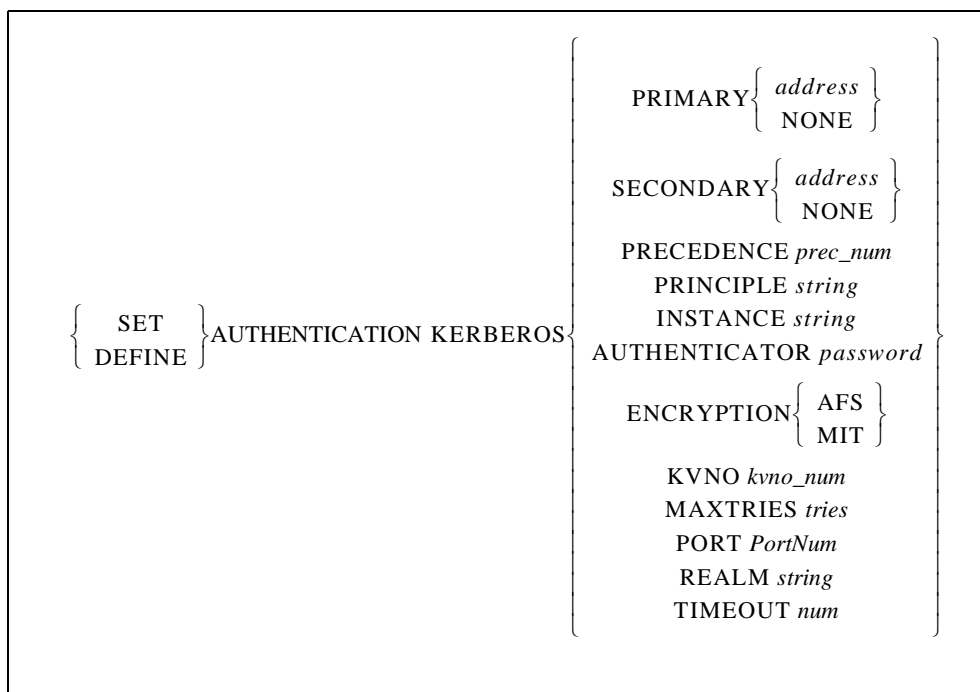 PRIMARY { address
NONE }
SECONDARY { address
NONE }
PRECEDENCE prec_num
PRINCIPLE string
{ SET
DEFINE } AUTHENTICATION KERBEROS
INSTANCE string
AUTHENTICATOR password
ENCRYPTION { AFS
MIT }
KVNO kvno_num
MAXTRIES tries
PORT PortNum
REALM string
TIMEOUT num